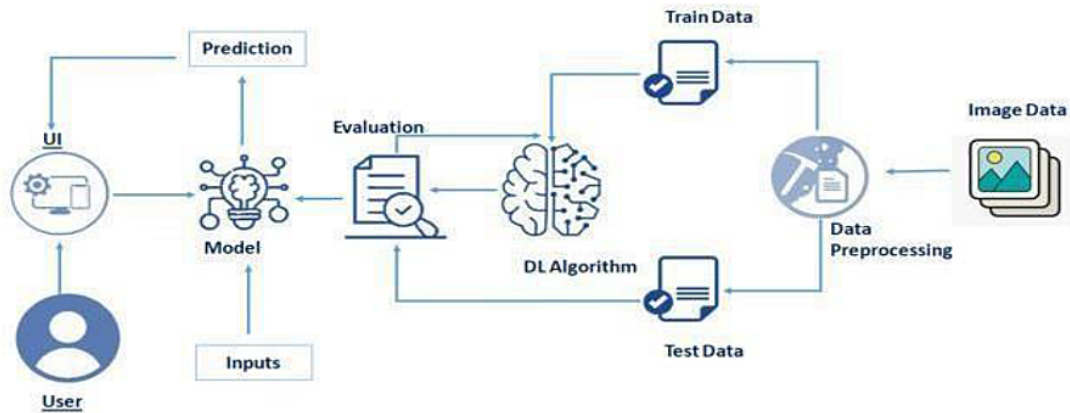 Train Data
Prediction
Image Data
Evaluation
UI
Model
Data
Preprocessing
DL Algorithm
Test Data
Inputs
User